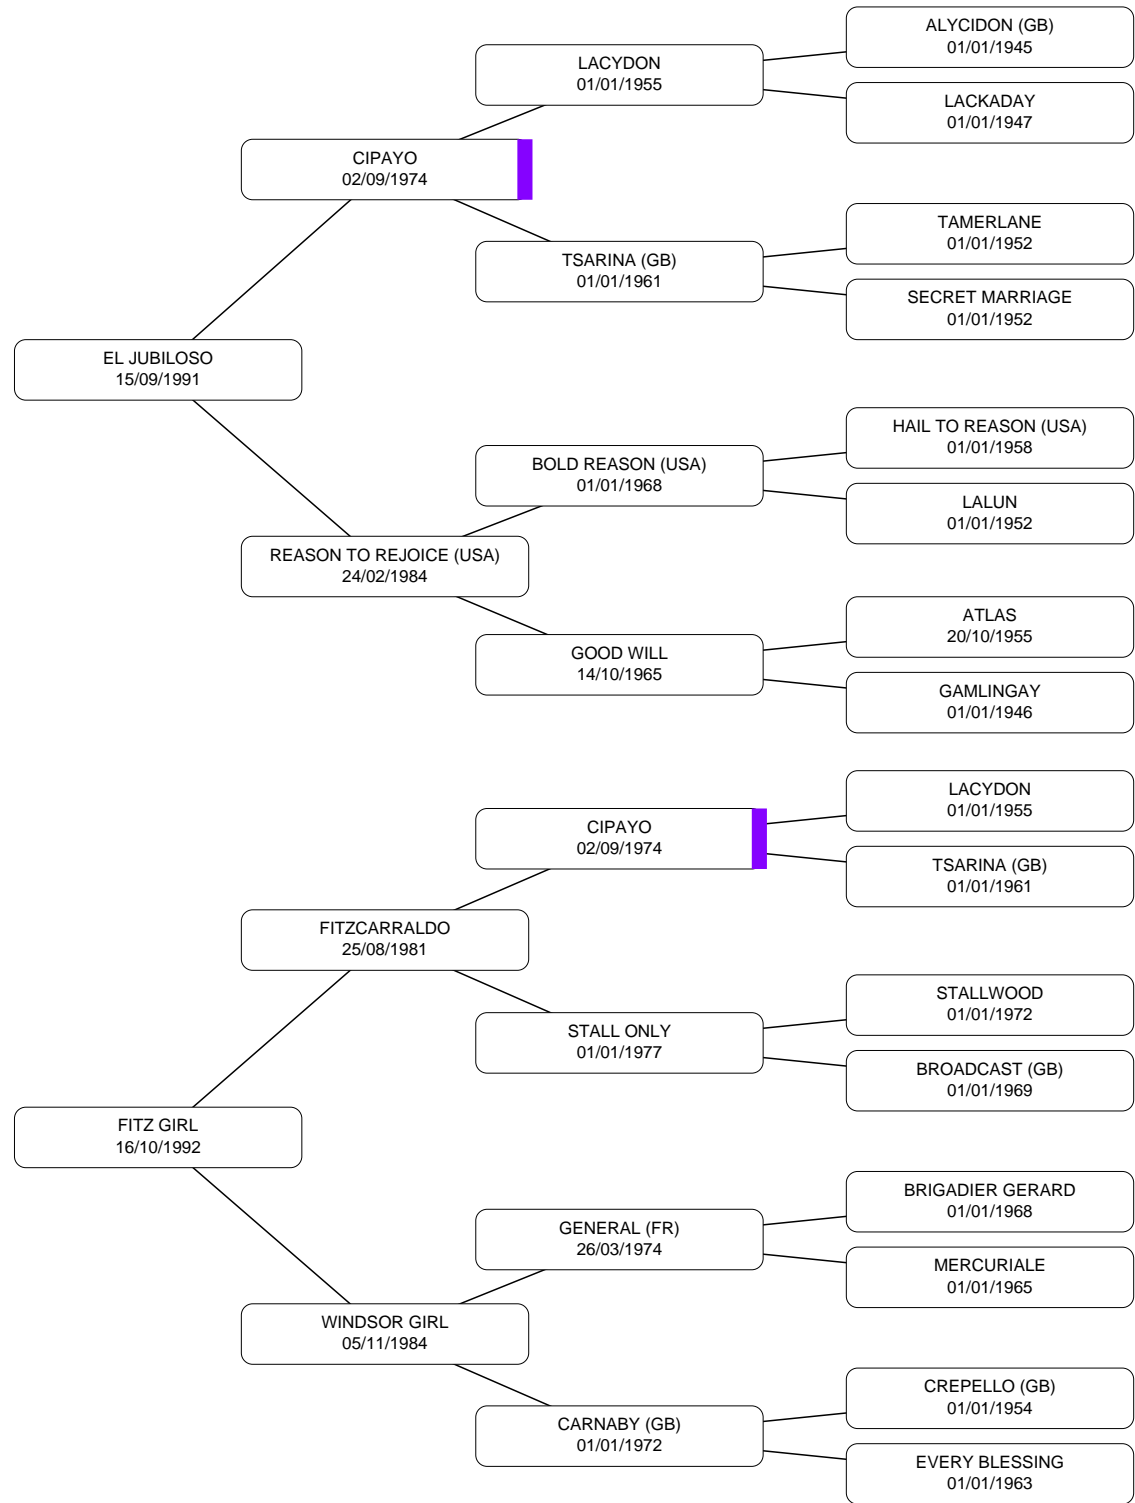 ALYCIDON (GB)
01/01/1945
LACYDON
01/01/1955
LACKADAY
01/01/1947
CIPAYO
02/09/1974
TAMERLANE
01/01/1952
TSARINA (GB)
01/01/1961
SECRET MARRIAGE
01/01/1952
EL JUBILOSO
15/09/1991
HAIL TO REASON (USA)
01/01/1958
BOLD REASON (USA)
01/01/1968
LALUN
01/01/1952
REASON TO REJOICE (USA)
24/02/1984
ATLAS
20/10/1955
GOOD WILL
14/10/1965
GAMLINGAY
01/01/1946
LACYDON
01/01/1955
CIPAYO
02/09/1974
TSARINA (GB)
01/01/1961
FITZCARRALDO
25/08/1981
STALLWOOD
01/01/1972
STALL ONLY
01/01/1977
BROADCAST (GB)
01/01/1969
FITZ GIRL
16/10/1992
BRIGADIER GERARD
01/01/1968
GENERAL (FR)
26/03/1974
MERCURIALE
01/01/1965
WINDSOR GIRL
05/11/1984
CREPELLO (GB)
01/01/1954
CARNABY (GB)
01/01/1972
EVERY BLESSING
01/01/1963